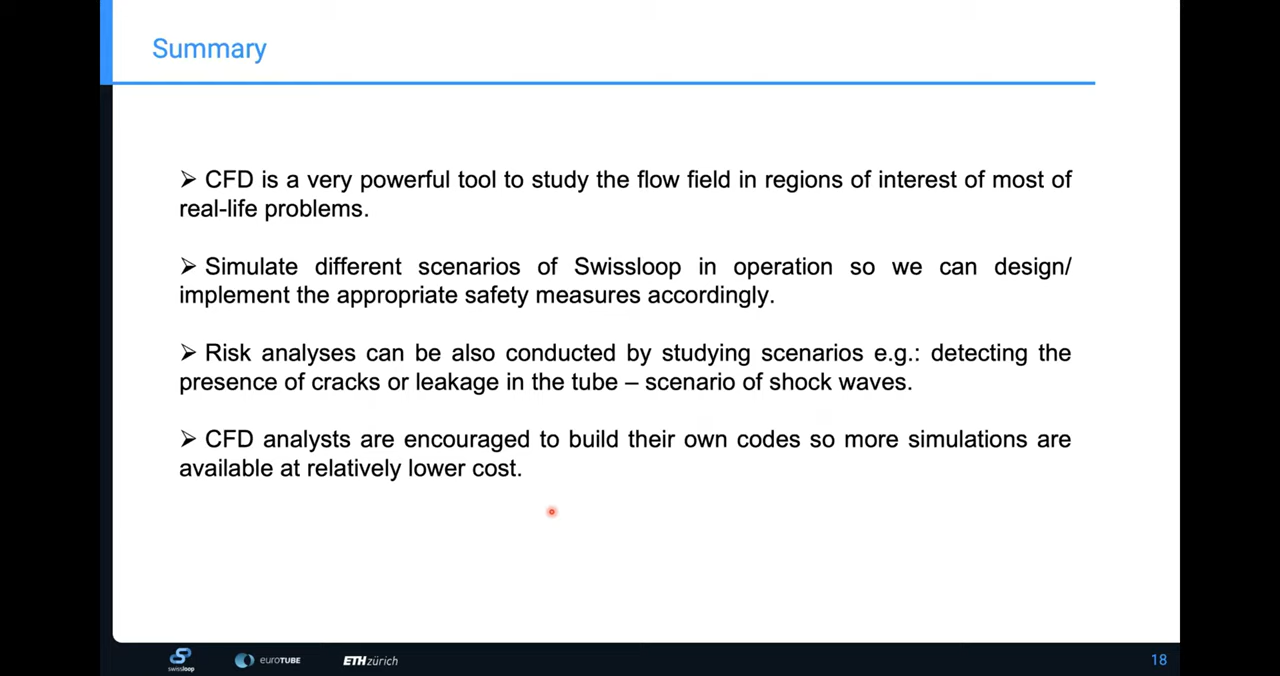 Summary
➢ CFD is a very powerful tool to study the flow field in regions of interest of most of
real-life problems.
➢ Simulate different scenarios of Swissloop in operation so we can design/
implement the appropriate safety measures accordingly.
➢ Risk analyses can be also conducted by studying scenarios e.g.: detecting the
presence of cracks or leakage in the tube – scenario of shock waves.
➢ CFD analysts are encouraged to build their own codes so more simulations are
available at relatively lower cost.
swissloop
euroTUBE
ETH zürich
18